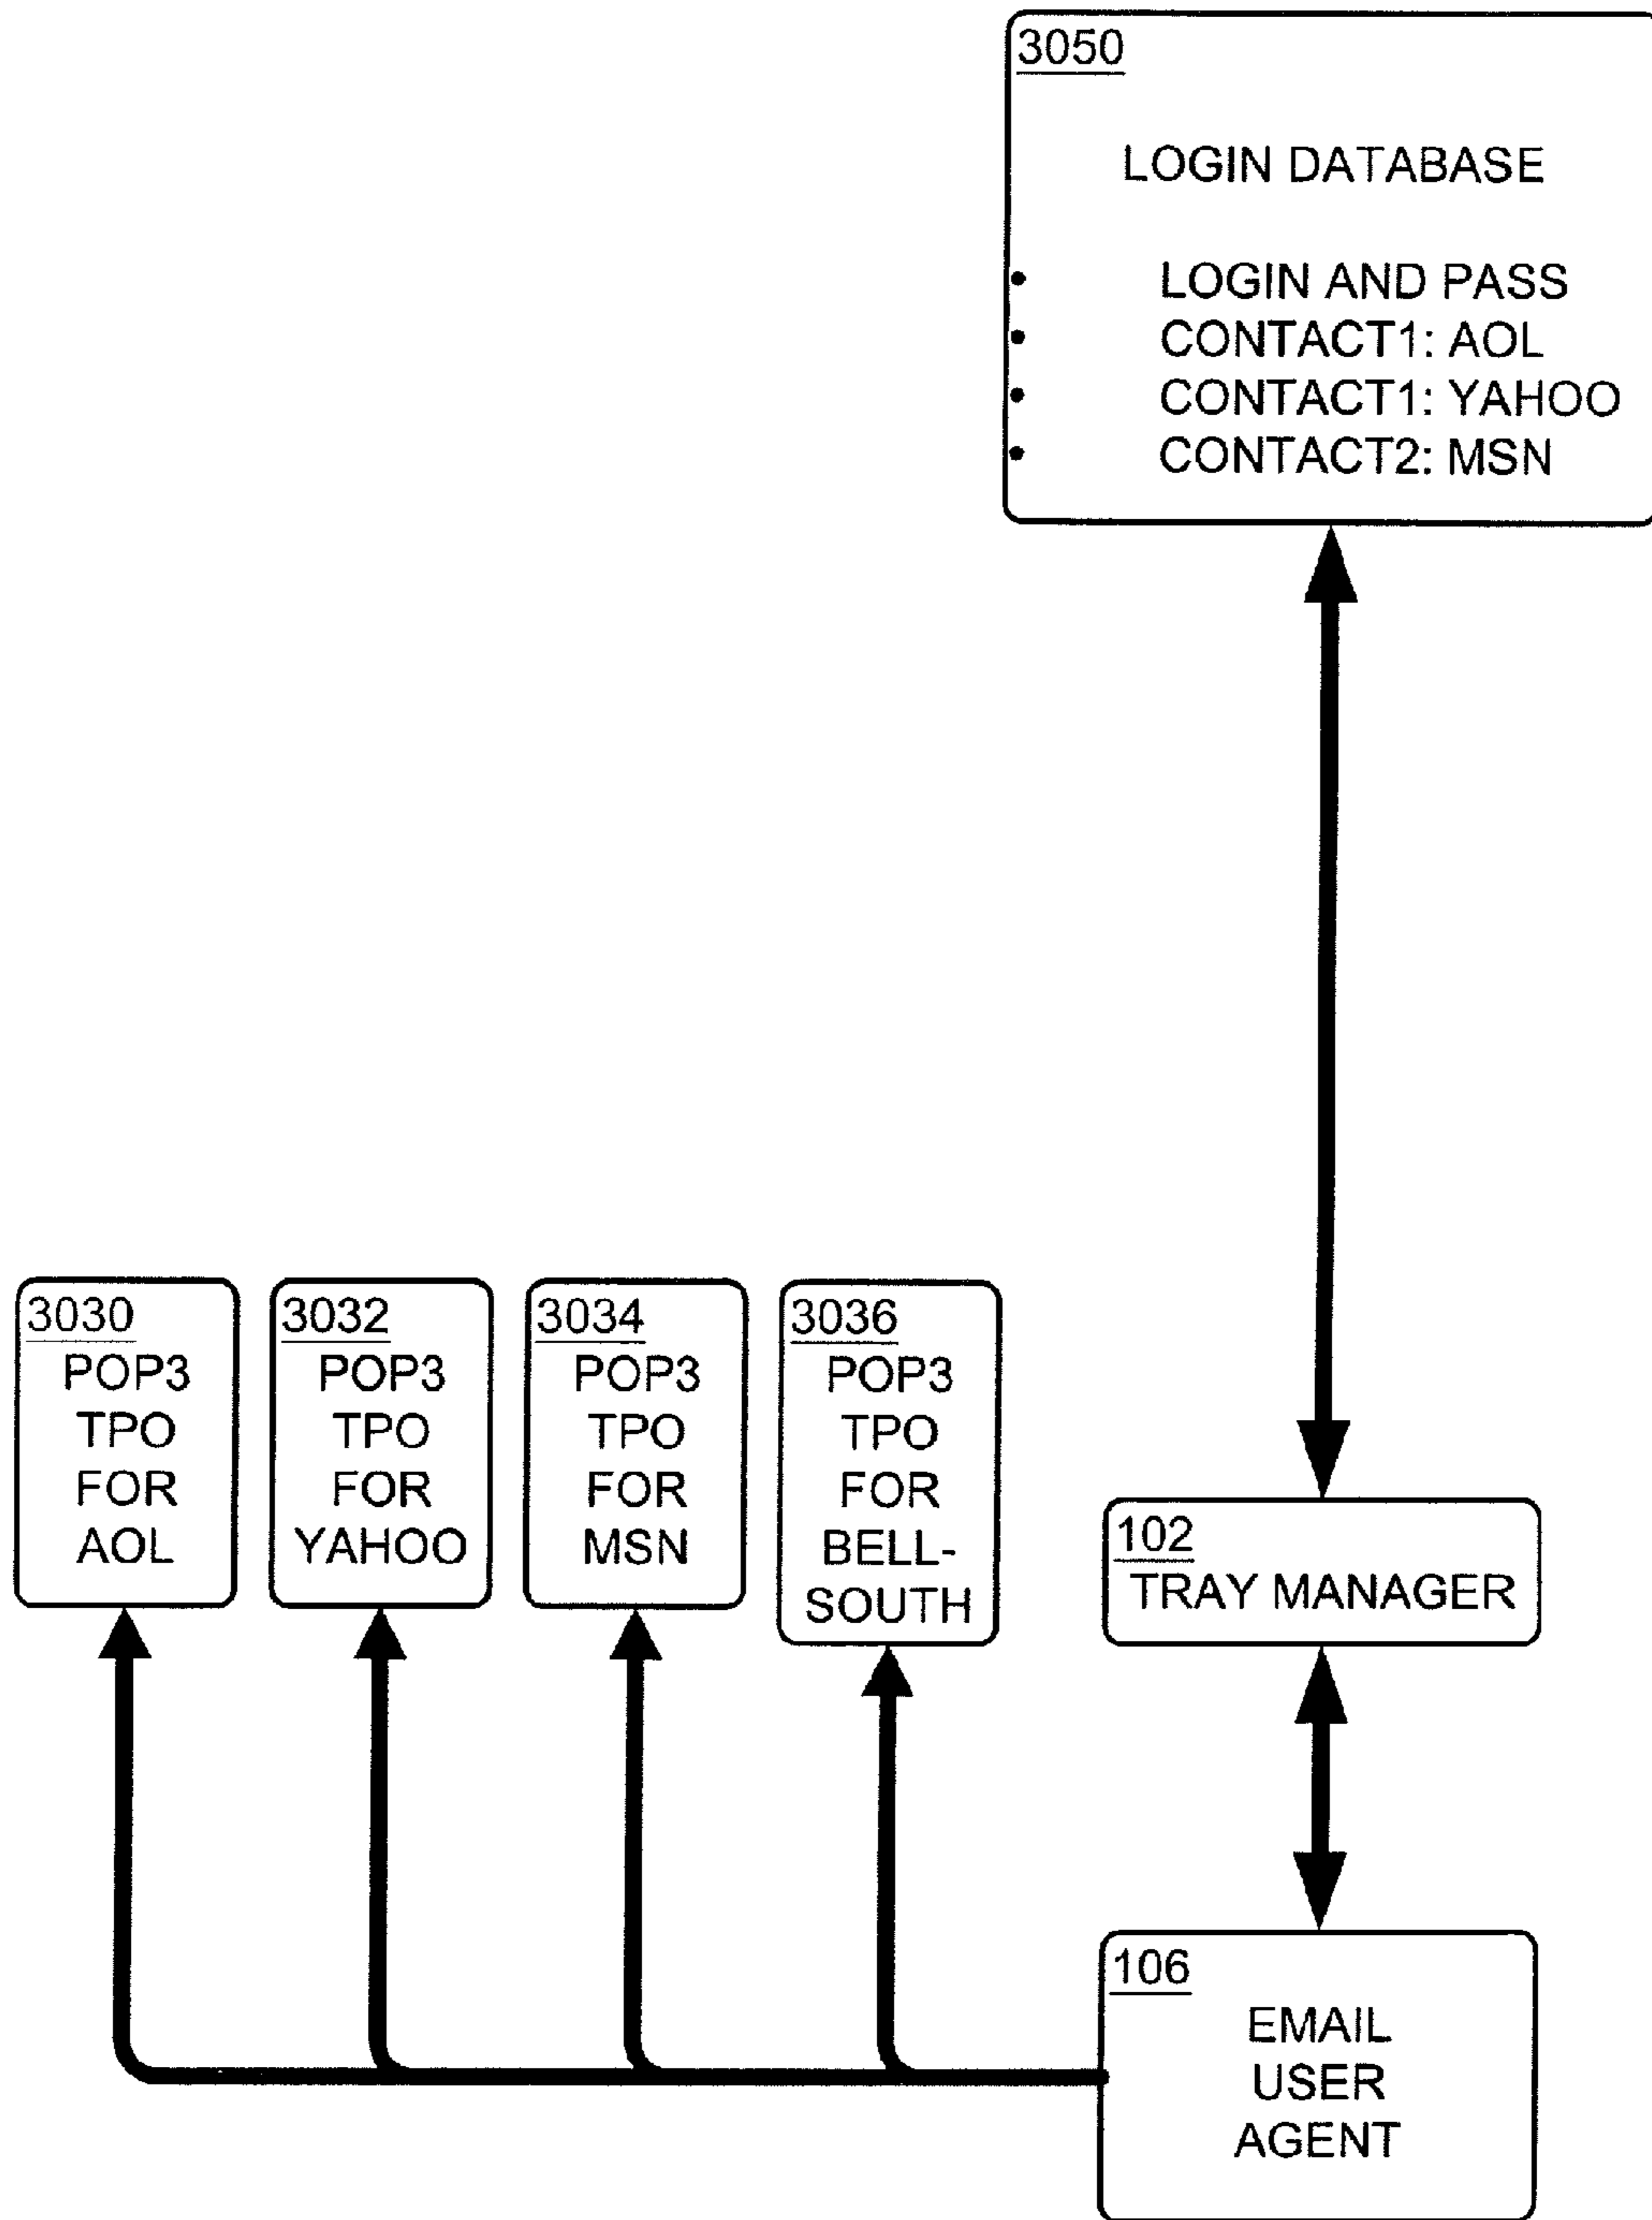 3050
LOGIN DATABASE
• LOGIN AND PASS
• CONTACT1: AOL
• CONTACT1: YAHOO
• CONTACT2: MSN
3030
POP3
TPO
FOR
AOL
3032
POP3
TPO
FOR
YAHOO
3034
POP3
TPO
FOR
MSN
3036
POP3
TPO
FOR
BELL-
SOUTH
102
TRAY MANAGER
106
EMAIL
USER
AGENT